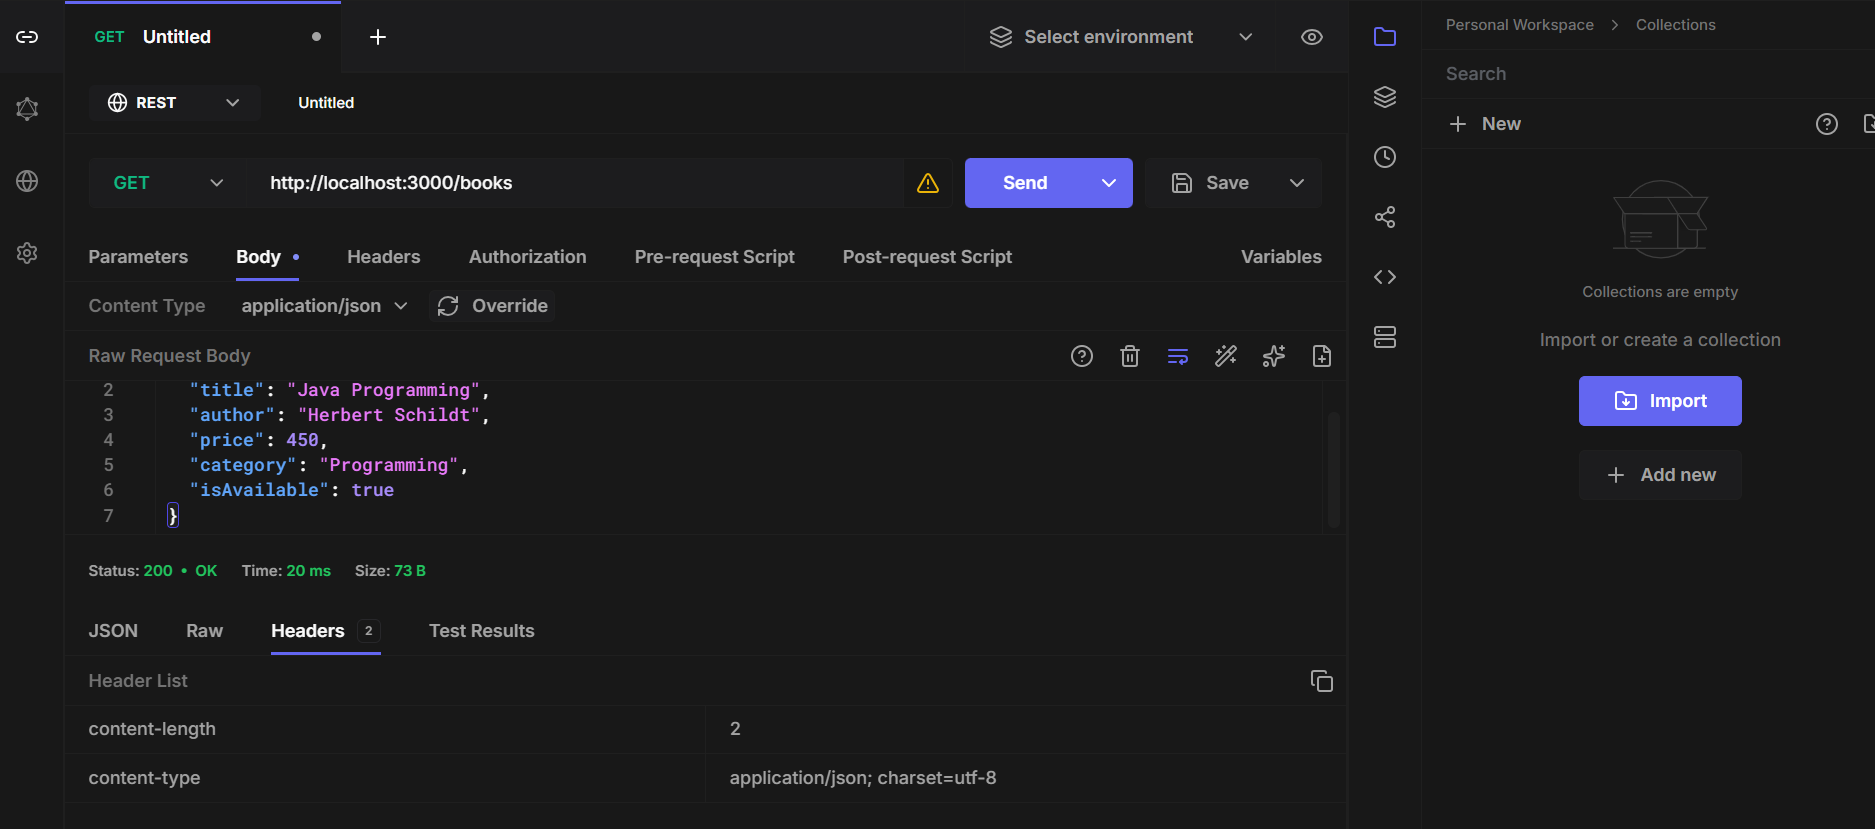 GET Untitled
Select environment
REST
Untitled
GET
http://localhost:3000/books
Send
Save
Parameters
Body
Headers
Authorization
Pre-request Script
Post-request Script
Variables
Content Type
application/json
Override
Raw Request Body
2 "title": "Java Programming",
3 "author": "Herbert Schildt",
4 "price": 450,
5 "category": "Programming",
6 "isAvailable": true
7 }
Status: 200 • OK Time: 20 ms Size: 73 B
JSON
Raw
Headers 2
Test Results
Header List
content-length 2
content-type application/json; charset=utf-8
Personal Workspace > Collections
Search
+ New
Collections are empty
Import or create a collection
Import
+ Add new